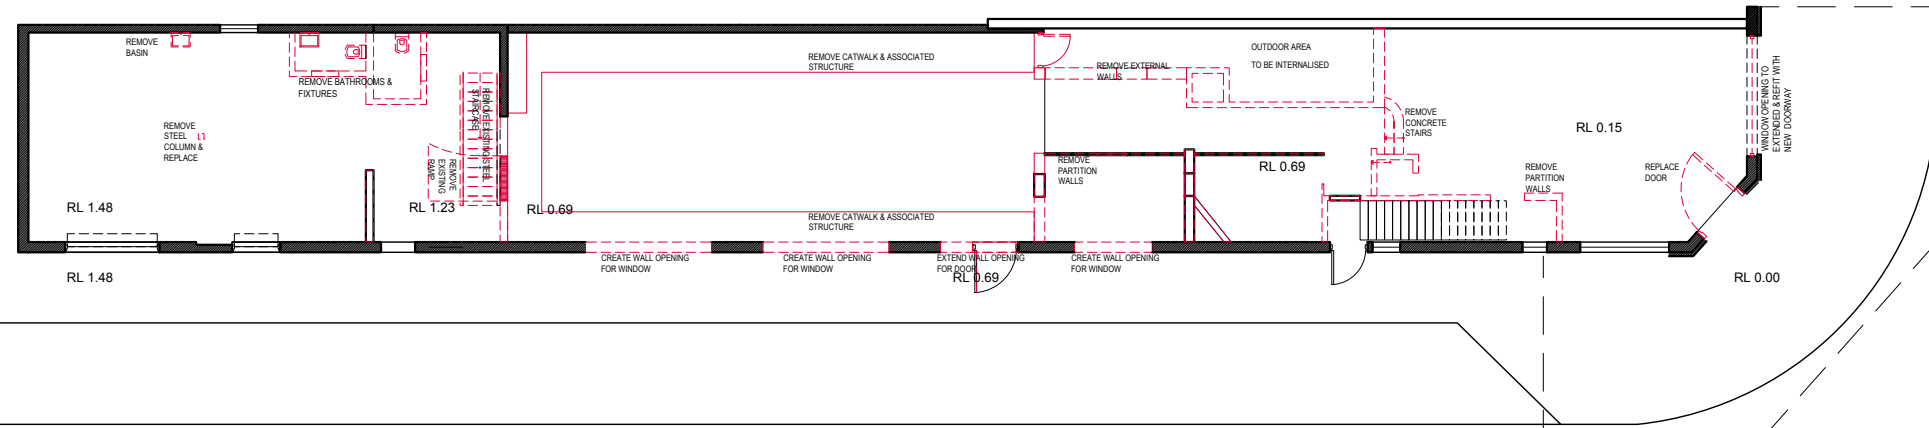 REMOVE
BASIN
REMOVE BATHROOMS &
FIXTURES
REMOVE
STEEL
COLUMN &
REPLACE
REMOVE EXISTING STEEL
STAIRCASE
REMOVE
EXISTING
RAMP
RL 1.48
RL 1.23
RL 0.69
RL 1.48
REMOVE CATWALK & ASSOCIATED
STRUCTURE
REMOVE CATWALK & ASSOCIATED
STRUCTURE
CREATE WALL OPENING
FOR WINDOW
CREATE WALL OPENING
FOR WINDOW
EXTEND WALL OPENING
FOR DOOR
RL 0.69
CREATE WALL OPENING
FOR WINDOW
REMOVE EXTERNAL
WALLS
OUTDOOR AREA
TO BE INTERNALISED
REMOVE
PARTITION
WALLS
RL 0.69
REMOVE
CONCRETE
STAIRS
RL 0.15
REMOVE
PARTITION
WALLS
REPLACE
DOOR
WINDOW OPENING TO
EXTENDED & REFIT WITH
NEW DOORWAY
RL 0.00